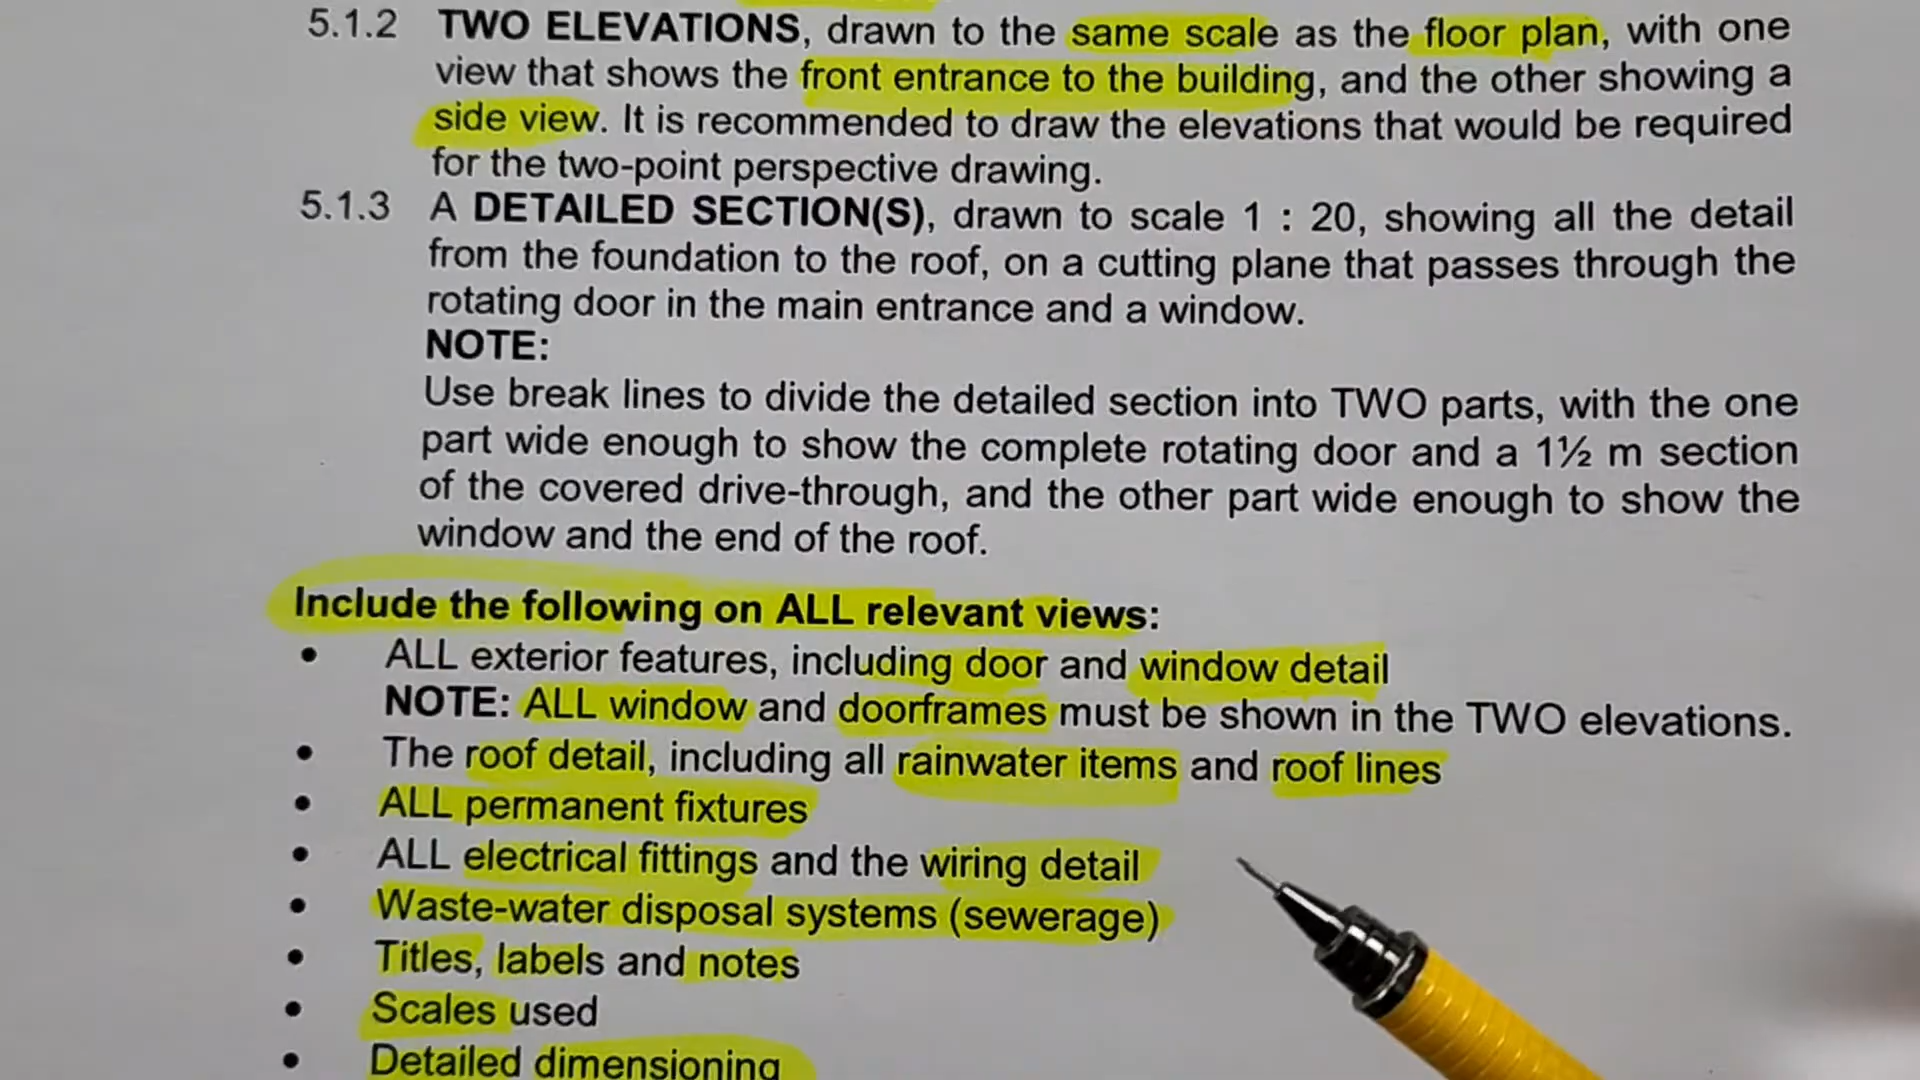 5.1.2 TWO ELEVATIONS, drawn to the same scale as the floor plan, with one
view that shows the front entrance to the building, and the other showing a
side view. It is recommended to draw the elevations that would be required
for the two-point perspective drawing.
5.1.3 A DETAILED SECTION(S), drawn to scale 1 : 20, showing all the detail
from the foundation to the roof, on a cutting plane that passes through the
rotating door in the main entrance and a window.
NOTE:
Use break lines to divide the detailed section into TWO parts, with the one
part wide enough to show the complete rotating door and a 1½ m section
of the covered drive-through, and the other part wide enough to show the
window and the end of the roof.
Include the following on ALL relevant views:
• ALL exterior features, including door and window detail
NOTE: ALL window and doorframes must be shown in the TWO elevations.
• The roof detail, including all rainwater items and roof lines
• ALL permanent fixtures
• ALL electrical fittings and the wiring detail
• Waste-water disposal systems (sewerage)
• Titles, labels and notes
• Scales used
• Detailed dimensioning